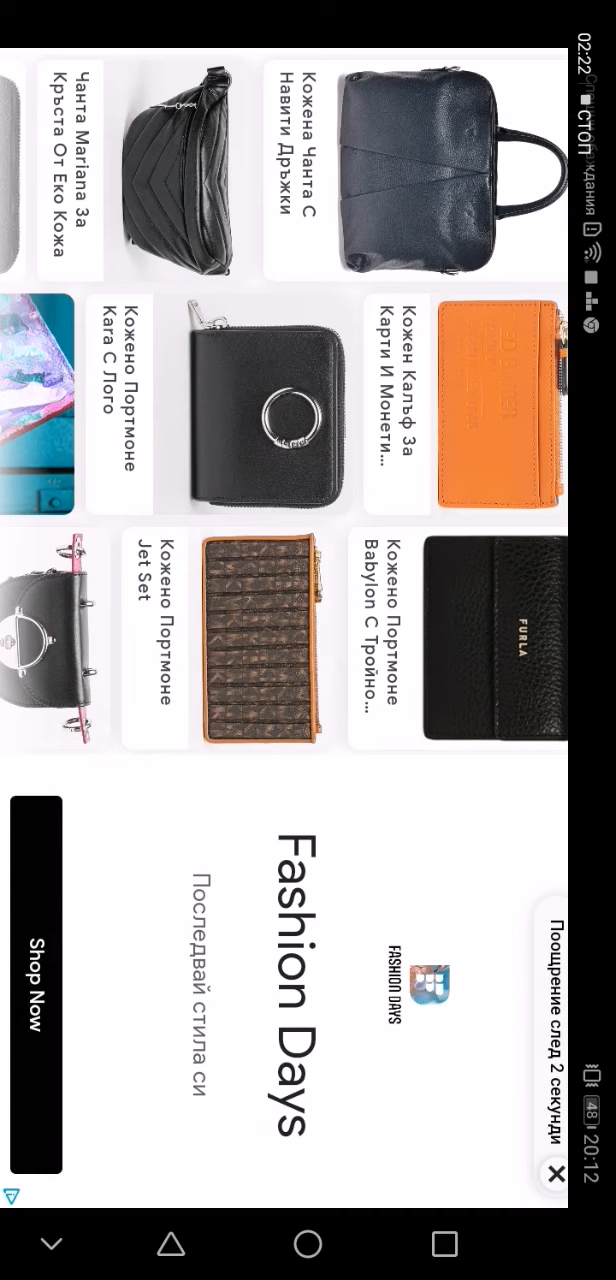 02:22
СТОП
48
20:12
Поощрение след 2 секунди
Кожена Чанта С
Навити Дръжки
Чанта Mariana За
Кръста От Еко Кожа
Кожен Калъф За
Карти И Монети...
Кожено Портмоне
Kara С Лого
FURLA
Кожено Портмоне
Babylon С Тройно...
Кожено Портмоне
Jet Set
FASHION DAYS
Fashion Days
Последвай стила си
Shop Now